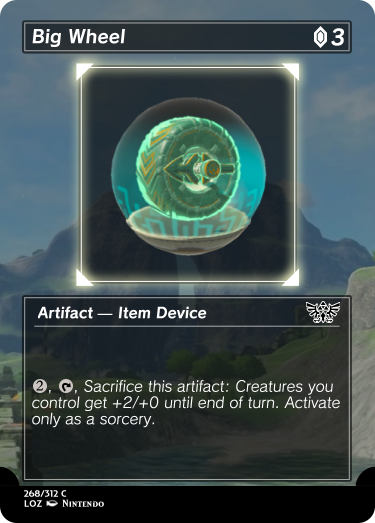 Big Wheel 3
Artifact — Item Device
2, , Sacrifice this artifact: Creatures you
control get +2/+0 until end of turn. Activate
only as a sorcery.
268/312 C
LOZ Nintendo